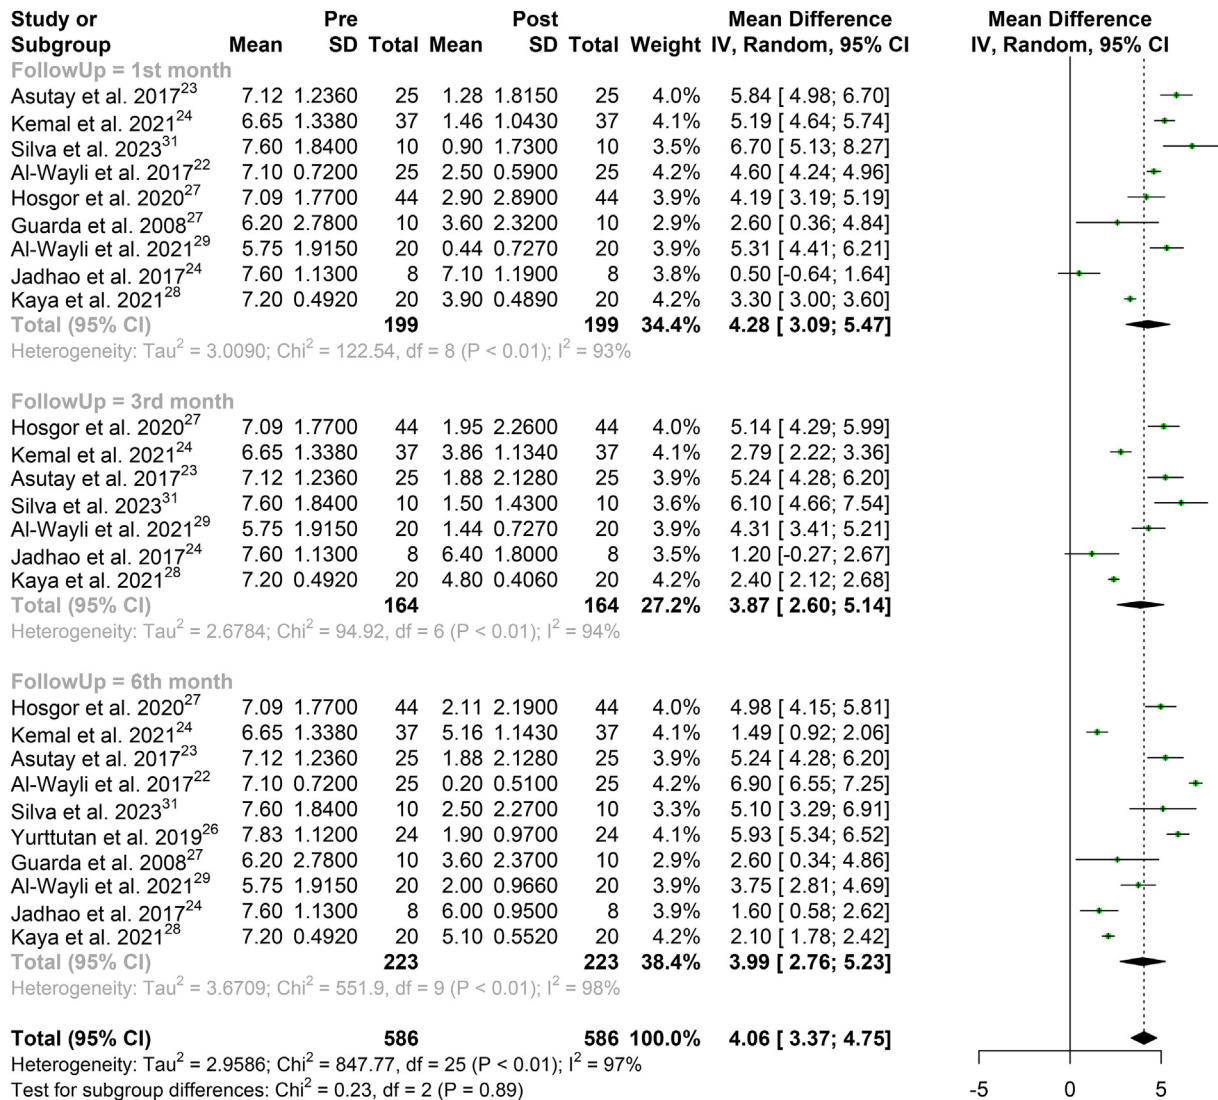 Study or Pre Post Mean Difference Mean Difference
Subgroup Mean SD Total Mean SD Total Weight IV, Random, 95% CI IV, Random, 95% CI
FollowUp = 1st month
Asutay et al. 2017²³ 7.12 1.2360 25 1.28 1.8150 25 4.0% 5.84 [ 4.98; 6.70]
Kemal et al. 2021²⁴ 6.65 1.3380 37 1.46 1.0430 37 4.1% 5.19 [ 4.64; 5.74]
Silva et al. 2023³¹ 7.60 1.8400 10 0.90 1.7300 10 3.5% 6.70 [ 5.13; 8.27]
Al-Wayli et al. 2017²² 7.10 0.7200 25 2.50 0.5900 25 4.2% 4.60 [ 4.24; 4.96]
Hosgor et al. 2020²⁷ 7.09 1.7700 44 2.90 2.8900 44 3.9% 4.19 [ 3.19; 5.19]
Guarda et al. 2008²⁷ 6.20 2.7800 10 3.60 2.3200 10 2.9% 2.60 [ 0.36; 4.84]
Al-Wayli et al. 2021²⁹ 5.75 1.9150 20 0.44 0.7270 20 3.9% 5.31 [ 4.41; 6.21]
Jadhao et al. 2017²⁴ 7.60 1.1300 8 7.10 1.1900 8 3.8% 0.50 [-0.64; 1.64]
Kaya et al. 2021²⁸ 7.20 0.4920 20 3.90 0.4890 20 4.2% 3.30 [ 3.00; 3.60]
Total (95% CI) 199 199 34.4% 4.28 [ 3.09; 5.47]
Heterogeneity: Tau² = 3.0090; Chi² = 122.54, df = 8 (P < 0.01); I² = 93%
FollowUp = 3rd month
Hosgor et al. 2020²⁷ 7.09 1.7700 44 1.95 2.2600 44 4.0% 5.14 [ 4.29; 5.99]
Kemal et al. 2021²⁴ 6.65 1.3380 37 3.86 1.1340 37 4.1% 2.79 [ 2.22; 3.36]
Asutay et al. 2017²³ 7.12 1.2360 25 1.88 2.1280 25 3.9% 5.24 [ 4.28; 6.20]
Silva et al. 2023³¹ 7.60 1.8400 10 1.50 1.4300 10 3.6% 6.10 [ 4.66; 7.54]
Al-Wayli et al. 2021²⁹ 5.75 1.9150 20 1.44 0.7270 20 3.9% 4.31 [ 3.41; 5.21]
Jadhao et al. 2017²⁴ 7.60 1.1300 8 6.40 1.8000 8 3.5% 1.20 [-0.27; 2.67]
Kaya et al. 2021²⁸ 7.20 0.4920 20 4.80 0.4060 20 4.2% 2.40 [ 2.12; 2.68]
Total (95% CI) 164 164 27.2% 3.87 [ 2.60; 5.14]
Heterogeneity: Tau² = 2.6784; Chi² = 94.92, df = 6 (P < 0.01); I² = 94%
FollowUp = 6th month
Hosgor et al. 2020²⁷ 7.09 1.7700 44 2.11 2.1900 44 4.0% 4.98 [ 4.15; 5.81]
Kemal et al. 2021²⁴ 6.65 1.3380 37 5.16 1.1430 37 4.1% 1.49 [ 0.92; 2.06]
Asutay et al. 2017²³ 7.12 1.2360 25 1.88 2.1280 25 3.9% 5.24 [ 4.28; 6.20]
Al-Wayli et al. 2017²² 7.10 0.7200 25 0.20 0.5100 25 4.2% 6.90 [ 6.55; 7.25]
Silva et al. 2023³¹ 7.60 1.8400 10 2.50 2.2700 10 3.3% 5.10 [ 3.29; 6.91]
Yurttutan et al. 2019²⁶ 7.83 1.1200 24 1.90 0.9700 24 4.1% 5.93 [ 5.34; 6.52]
Guarda et al. 2008²⁷ 6.20 2.7800 10 3.60 2.3700 10 2.9% 2.60 [ 0.34; 4.86]
Al-Wayli et al. 2021²⁹ 5.75 1.9150 20 2.00 0.9660 20 3.9% 3.75 [ 2.81; 4.69]
Jadhao et al. 2017²⁴ 7.60 1.1300 8 6.00 0.9500 8 3.9% 1.60 [ 0.58; 2.62]
Kaya et al. 2021²⁸ 7.20 0.4920 20 5.10 0.5520 20 4.2% 2.10 [ 1.78; 2.42]
Total (95% CI) 223 223 38.4% 3.99 [ 2.76; 5.23]
Heterogeneity: Tau² = 3.6709; Chi² = 551.9, df = 9 (P < 0.01); I² = 98%
Total (95% CI) 586 586 100.0% 4.06 [ 3.37; 4.75]
Heterogeneity: Tau² = 2.9586; Chi² = 847.77, df = 25 (P < 0.01); I² = 97%
Test for subgroup differences: Chi² = 0.23, df = 2 (P = 0.89)
-5 0 5